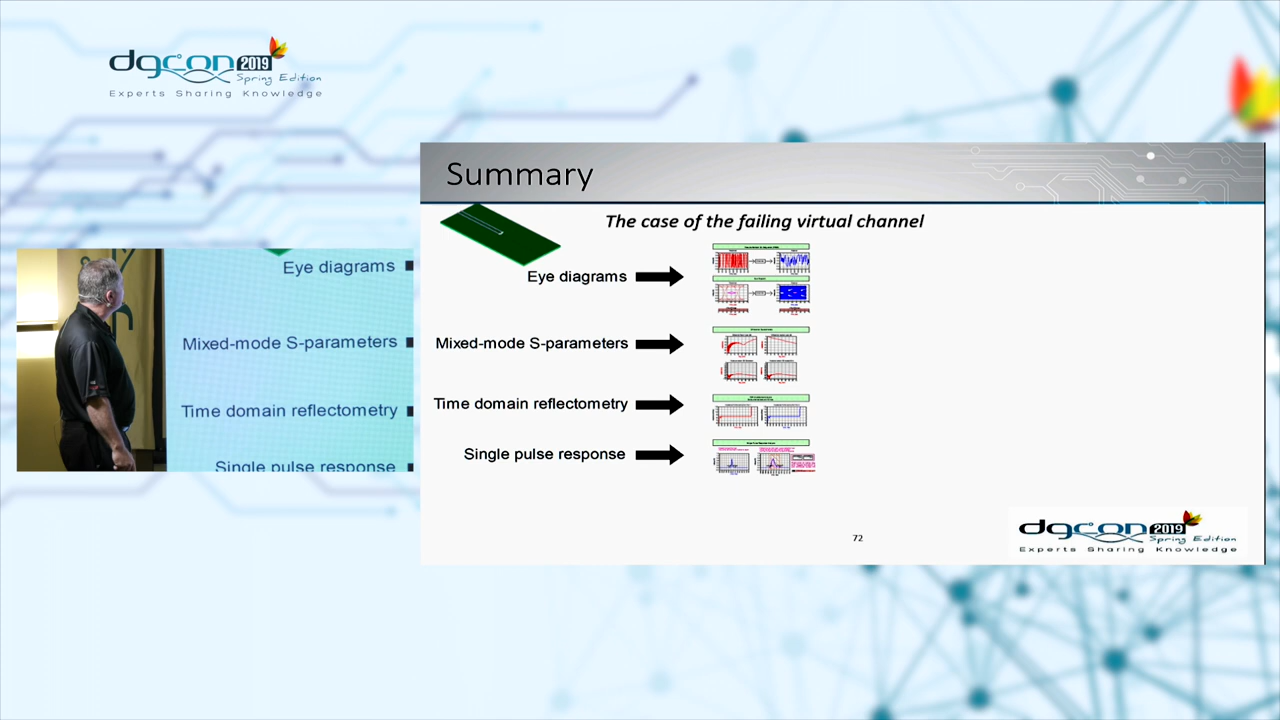 dgcon 2019
Spring Edition
Experts Sharing Knowledge
Eye diagrams
Mixed-mode S-parameters
Time domain reflectometry
Single pulse response
Summary
The case of the failing virtual channel
Eye diagrams
Mixed-mode S-parameters
Time domain reflectometry
Single pulse response
72
dgcon 2019
Spring Edition
Experts Sharing Knowledge